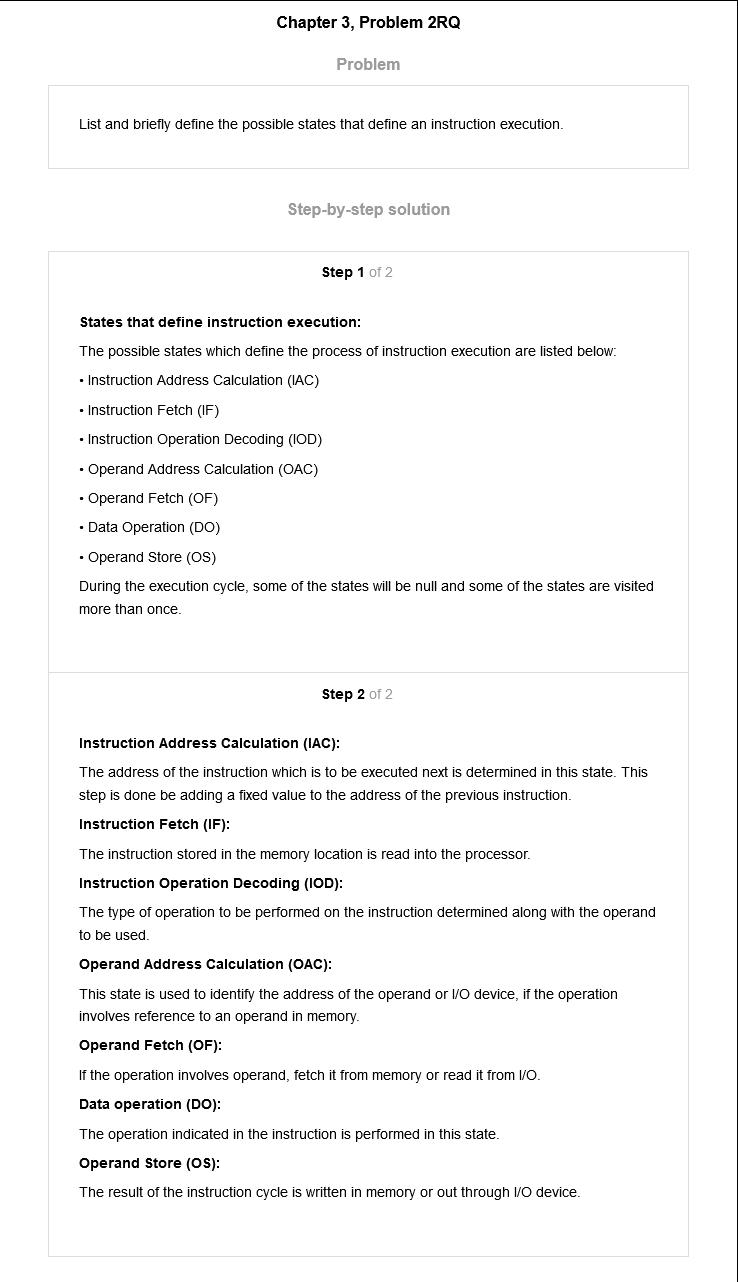 Chapter 3, Problem 2RQ
Problem
List and briefly define the possible states that define an instruction execution.
Step-by-step solution
Step 1 of 2
States that define instruction execution:
The possible states which define the process of instruction execution are listed below:
• Instruction Address Calculation (IAC)
• Instruction Fetch (IF)
• Instruction Operation Decoding (IOD)
• Operand Address Calculation (OAC)
• Operand Fetch (OF)
• Data Operation (DO)
• Operand Store (OS)
During the execution cycle, some of the states will be null and some of the states are visited
more than once.
Step 2 of 2
Instruction Address Calculation (IAC):
The address of the instruction which is to be executed next is determined in this state. This
step is done be adding a fixed value to the address of the previous instruction.
Instruction Fetch (IF):
The instruction stored in the memory location is read into the processor.
Instruction Operation Decoding (IOD):
The type of operation to be performed on the instruction determined along with the operand
to be used.
Operand Address Calculation (OAC):
This state is used to identify the address of the operand or I/O device, if the operation
involves reference to an operand in memory.
Operand Fetch (OF):
If the operation involves operand, fetch it from memory or read it from I/O.
Data operation (DO):
The operation indicated in the instruction is performed in this state.
Operand Store (OS):
The result of the instruction cycle is written in memory or out through I/O device.